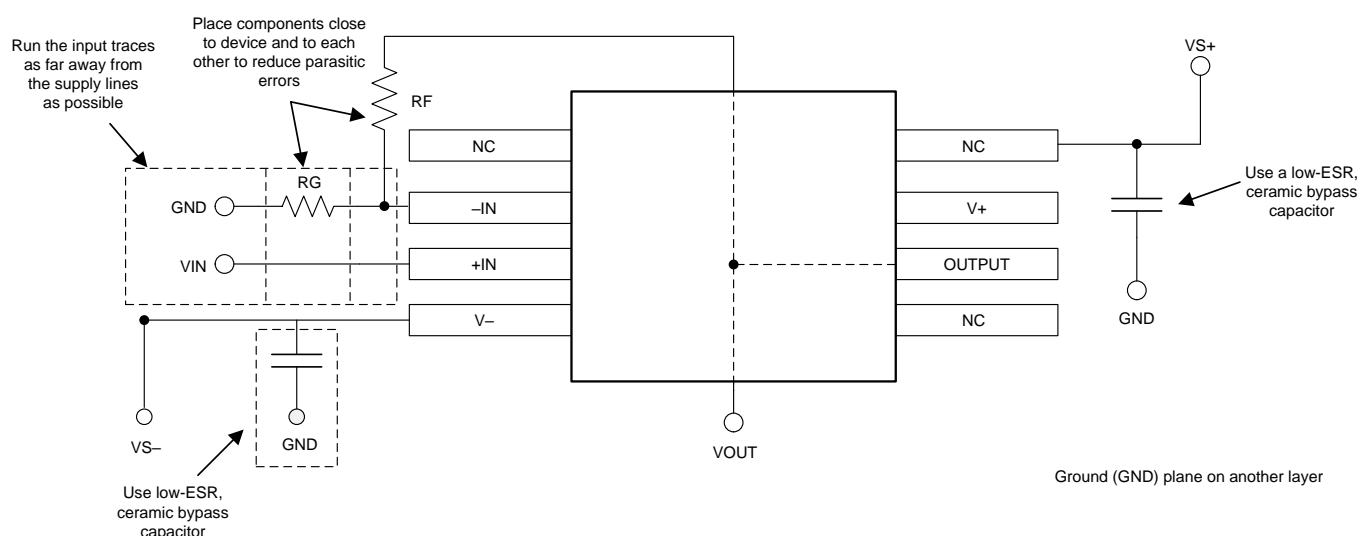 Place components close
to device and to each
other to reduce parasitic
errors
Run the input traces
as far away from
the supply lines
as possible
VS+
RF
NC
NC
Use a low-ESR,
ceramic bypass
capacitor
RG
GND
–IN
V+
VIN
+IN
OUTPUT
V–
NC
GND
VS–
GND
VOUT
Ground (GND) plane on another layer
Use low-ESR,
ceramic bypass
capacitor